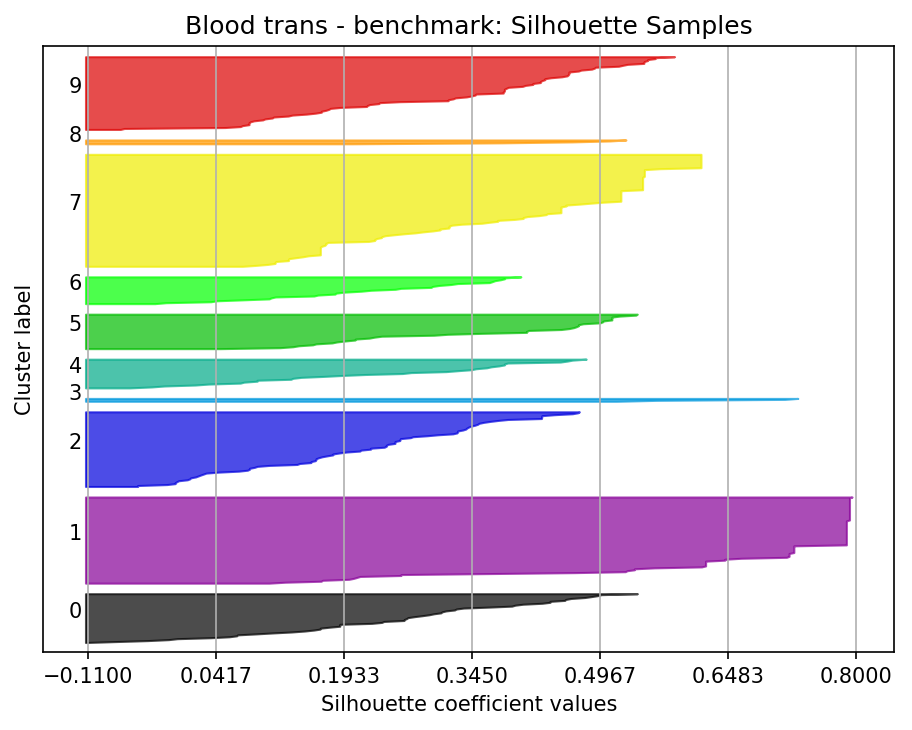 Blood trans - benchmark: Silhouette Samples
Cluster label
9
8
7
6
5
4
3
2
1
0
−0.1100 0.0417 0.1933 0.3450 0.4967 0.6483 0.8000
Silhouette coefficient values